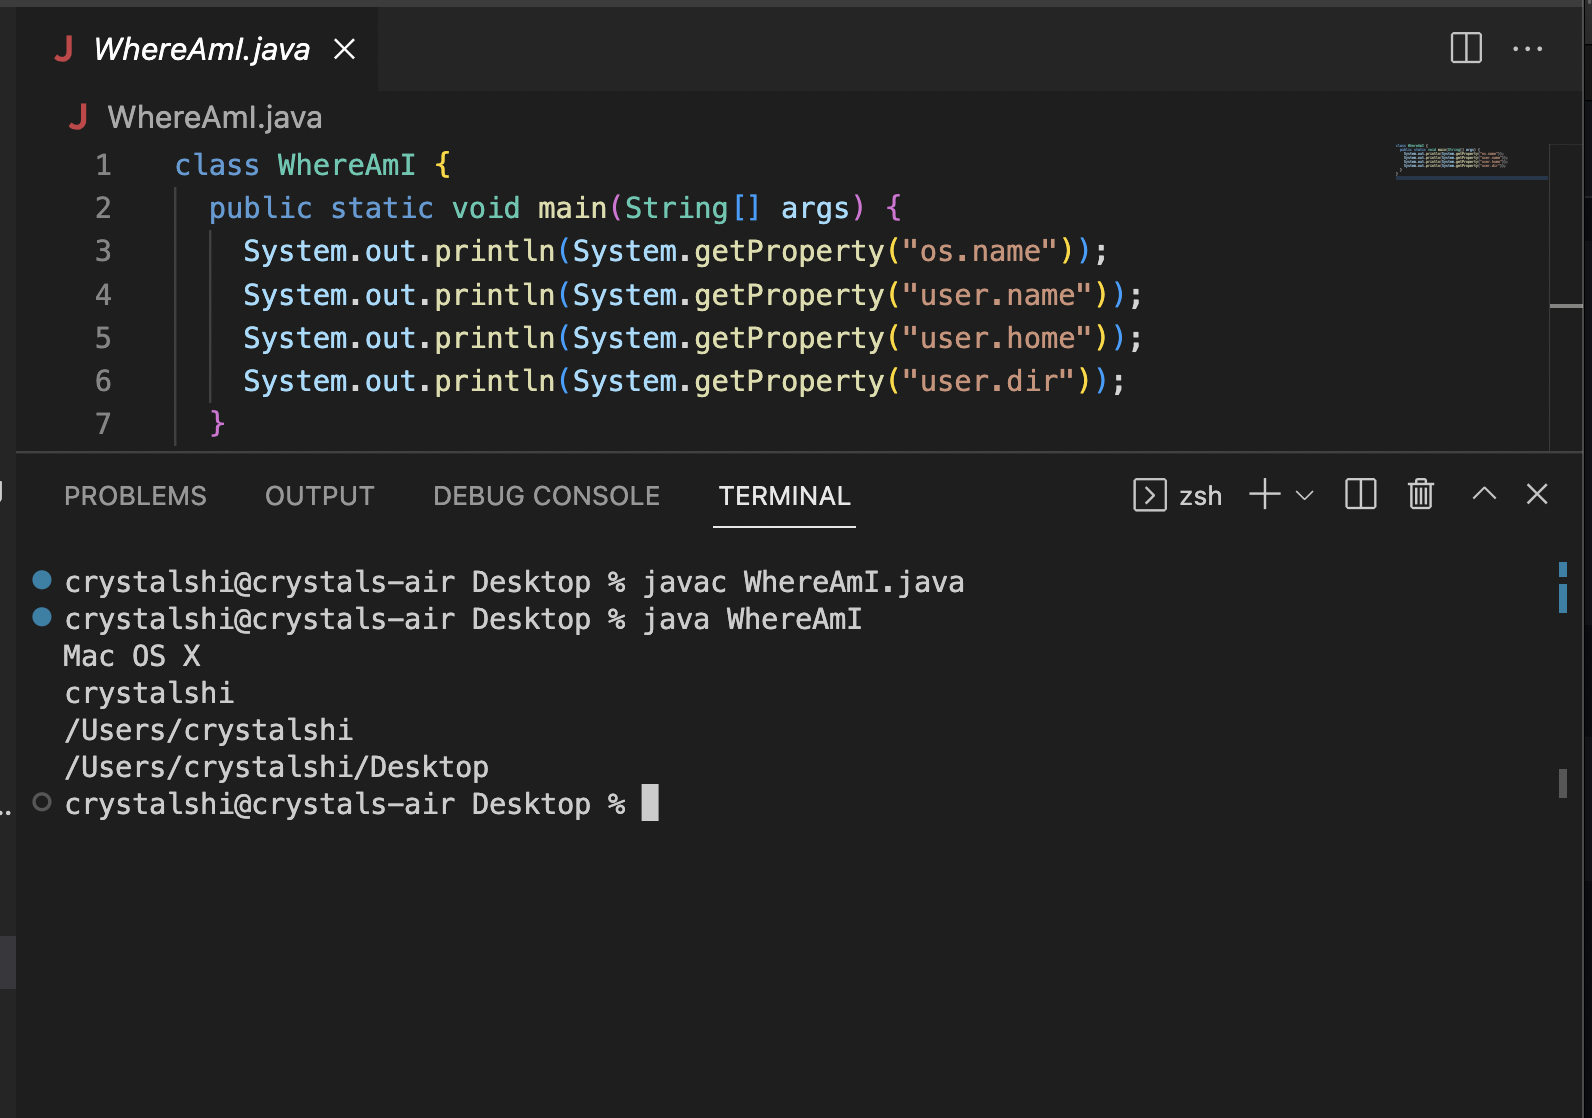 J WhereAmI.java
J WhereAmI.java
1 class WhereAmI {
2 public static void main(String[] args) {
3 System.out.println(System.getProperty("os.name"));
4 System.out.println(System.getProperty("user.name"));
5 System.out.println(System.getProperty("user.home"));
6 System.out.println(System.getProperty("user.dir"));
7 }
PROBLEMS OUTPUT DEBUG CONSOLE TERMINAL zsh
crystalshi@crystals-air Desktop % javac WhereAmI.java
crystalshi@crystals-air Desktop % java WhereAmI
Mac OS X
crystalshi
/Users/crystalshi
/Users/crystalshi/Desktop
crystalshi@crystals-air Desktop %